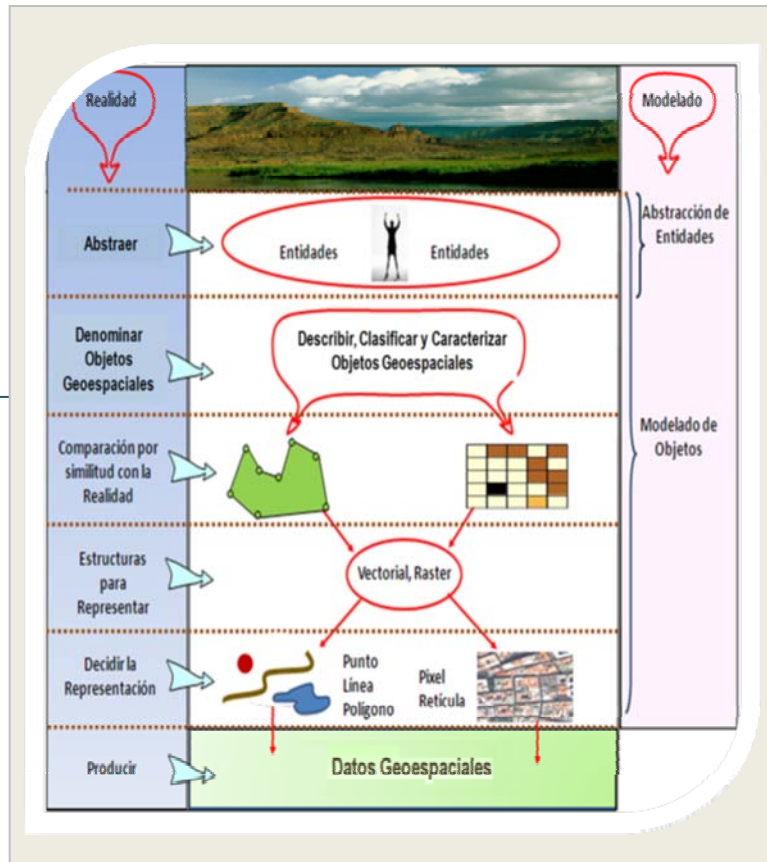 Realidad
Modelado
Abstraer
Entidades
Entidades
Abstracción de
Entidades
Denominar
Objetos
Geoespaciales
Describir, Clasificar y Caracterizar
Objetos Geoespaciales
Comparación por
similitud con la
Realidad
Modelado de
Objetos
Estructuras
para
Representar
Vectorial, Raster
Decidir la
Representación
Punto
Línea
Polígono
Pixel
Retícula
Producir
Datos Geoespaciales